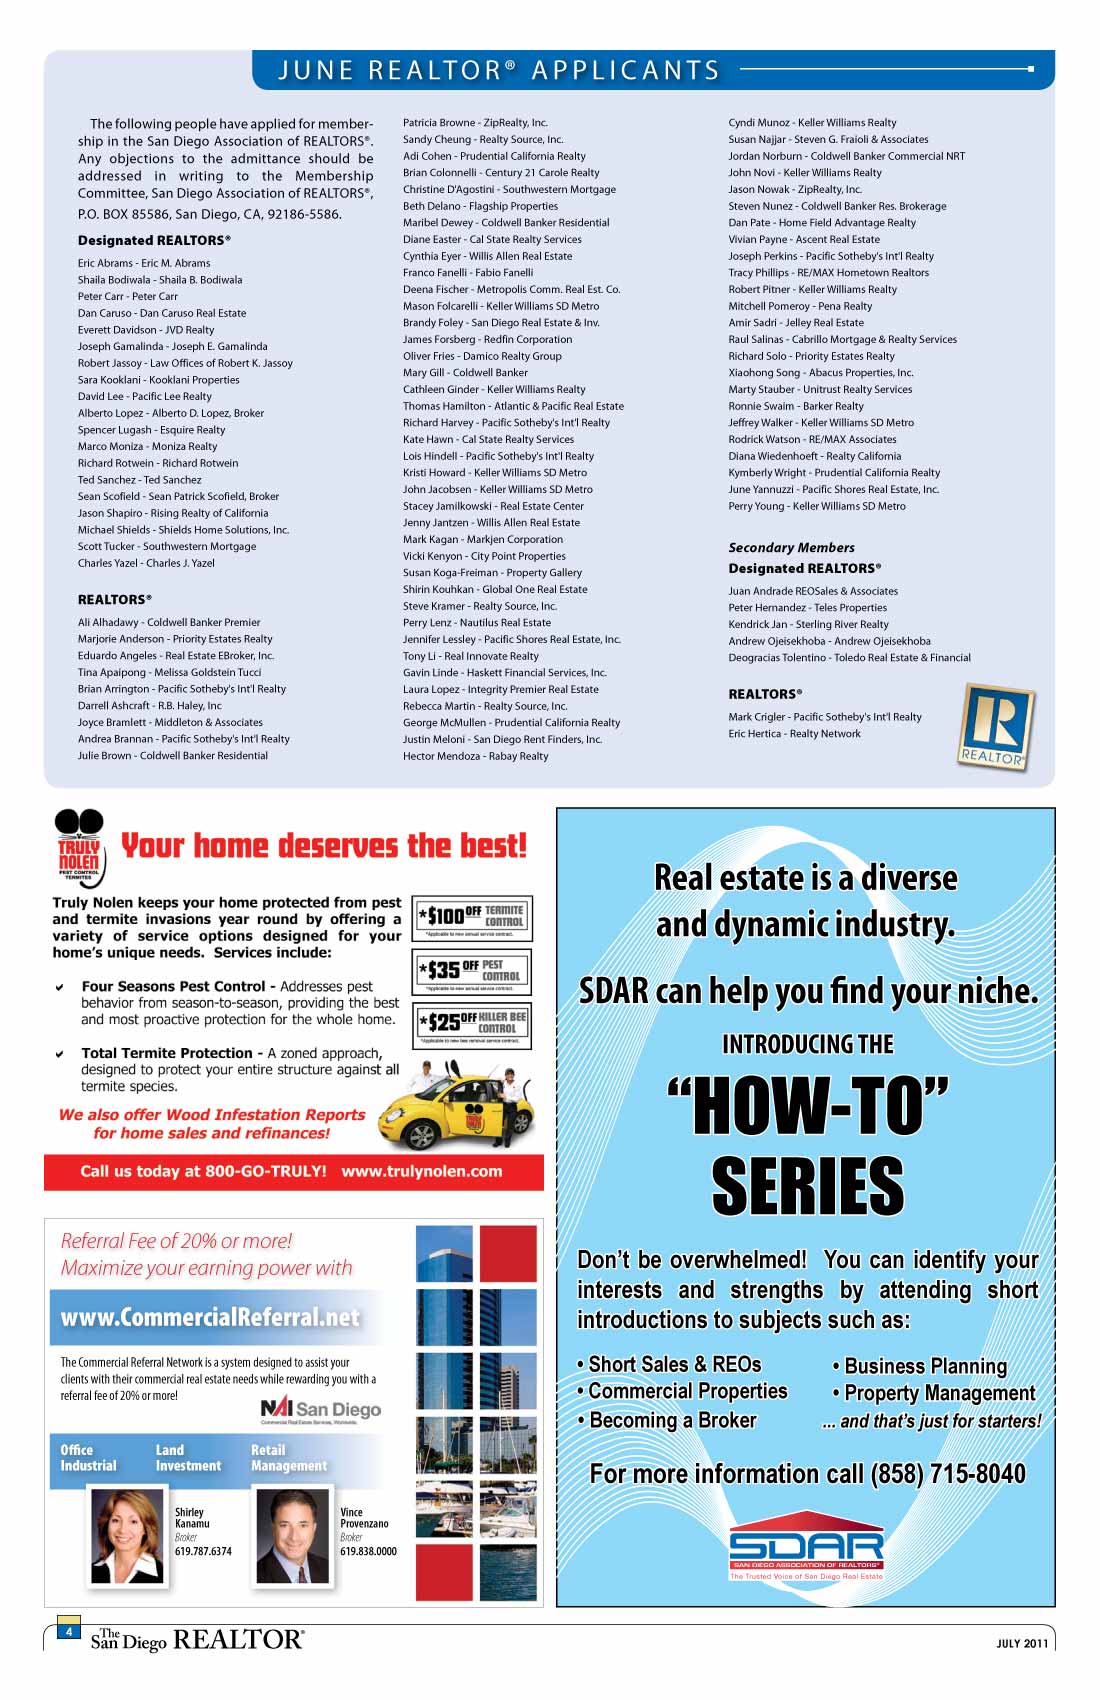 JUNE REALTOR® APPLICANTS
The following people have applied for member-
ship in the San Diego Association of REALTORS®.
Any objections to the admittance should be
addressed in writing to the Membership
Committee, San Diego Association of REALTORS®,
P.O. BOX 85586, San Diego, CA, 92186-5586.
Designated REALTORS®
Eric Abrams - Eric M. Abrams
Shaila Bodiwala - Shaila B. Bodiwala
Peter Carr - Peter Carr
Dan Caruso - Dan Caruso Real Estate
Everett Davidson - JVD Realty
Joseph Gamalinda - Joseph E. Gamalinda
Robert Jassoy - Law Offices of Robert K. Jassoy
Sara Kooklani - Kooklani Properties
David Lee - Pacific Lee Realty
Alberto Lopez - Alberto D. Lopez, Broker
Spencer Lugash - Esquire Realty
Marco Moniza - Moniza Realty
Richard Rotwein - Richard Rotwein
Ted Sanchez - Ted Sanchez
Sean Scofield - Sean Patrick Scofield, Broker
Jason Shapiro - Rising Realty of California
Michael Shields - Shields Home Solutions, Inc.
Scott Tucker - Southwestern Mortgage
Charles Yazel - Charles J. Yazel
REALTORS®
Ali Alhadawy - Coldwell Banker Premier
Marjorie Anderson - Priority Estates Realty
Eduardo Angeles - Real Estate EBroker, Inc.
Tina Apaipong - Melissa Goldstein Tucci
Brian Arrington - Pacific Sotheby's Int'l Realty
Darrell Ashcraft - R.B. Haley, Inc
Joyce Bramlett - Middleton & Associates
Andrea Brannan - Pacific Sotheby's Int'l Realty
Julie Brown - Coldwell Banker Residential
Patricia Browne - ZipRealty, Inc.
Sandy Cheung - Realty Source, Inc.
Adi Cohen - Prudential California Realty
Brian Colonnelli - Century 21 Carole Realty
Christine D'Agostini - Southwestern Mortgage
Beth Delano - Flagship Properties
Maribel Dewey - Coldwell Banker Residential
Diane Easter - Cal State Realty Services
Cynthia Eyer - Willis Allen Real Estate
Franco Fanelli - Fabio Fanelli
Deena Fischer - Metropolis Comm. Real Est. Co.
Mason Folcarelli - Keller Williams SD Metro
Brandy Foley - San Diego Real Estate & Inv.
James Forsberg - Redfin Corporation
Oliver Fries - Damico Realty Group
Mary Gill - Coldwell Banker
Cathleen Ginder - Keller Williams Realty
Thomas Hamilton - Atlantic & Pacific Real Estate
Richard Harvey - Pacific Sotheby's Int'l Realty
Kate Hawn - Cal State Realty Services
Lois Hindell - Pacific Sotheby's Int'l Realty
Kristi Howard - Keller Williams SD Metro
John Jacobsen - Keller Williams SD Metro
Stacey Jamilkowski - Real Estate Center
Jenny Jantzen - Willis Allen Real Estate
Mark Kagan - Markjen Corporation
Vicki Kenyon - City Point Properties
Susan Koga-Freiman - Property Gallery
Shirin Kouhkan - Global One Real Estate
Steve Kramer - Realty Source, Inc.
Perry Lenz - Nautilus Real Estate
Jennifer Lessley - Pacific Shores Real Estate, Inc.
Tony Li - Real Innovate Realty
Gavin Linde - Haskett Financial Services, Inc.
Laura Lopez - Integrity Premier Real Estate
Rebecca Martin - Realty Source, Inc.
George McMullen - Prudential California Realty
Justin Meloni - San Diego Rent Finders, Inc.
Hector Mendoza - Rabay Realty
Cyndi Munoz - Keller Williams Realty
Susan Najjar - Steven G. Fraioli & Associates
Jordan Norburn - Coldwell Banker Commercial NRT
John Novi - Keller Williams Realty
Jason Nowak - ZipRealty, Inc.
Steven Nunez - Coldwell Banker Res. Brokerage
Dan Pate - Home Field Advantage Realty
Vivian Payne - Ascent Real Estate
Joseph Perkins - Pacific Sotheby's Int'l Realty
Tracy Phillips - RE/MAX Hometown Realtors
Robert Pitner - Keller Williams Realty
Mitchell Pomeroy - Pena Realty
Amir Sadri - Jelley Real Estate
Raul Salinas - Cabrillo Mortgage & Realty Services
Richard Solo - Priority Estates Realty
Xiaohong Song - Abacus Properties, Inc.
Marty Stauber - Unitrust Realty Services
Ronnie Swaim - Barker Realty
Jeffrey Walker - Keller Williams SD Metro
Rodrick Watson - RE/MAX Associates
Diana Wiedenhoeft - Realty California
Kymberly Wright - Prudential California Realty
June Yannuzzi - Pacific Shores Real Estate, Inc.
Perry Young - Keller Williams SD Metro
Secondary Members
Designated REALTORS®
Juan Andrade REOSales & Associates
Peter Hernandez - Teles Properties
Kendrick Jan - Sterling River Realty
Andrew Ojeisekhoba - Andrew Ojeisekhoba
Deogracias Tolentino - Toledo Real Estate & Financial
REALTORS®
Mark Crigler - Pacific Sotheby's Int'l Realty
Eric Hertica - Realty Network
R
REALTOR®
TRULY
NOLEN
PEST CONTROL
TERMITES
Your home deserves the best!
Truly Nolen keeps your home protected from pest
and termite invasions year round by offering a
variety of service options designed for your
home's unique needs. Services include:
Four Seasons Pest Control - Addresses pest
behavior from season-to-season, providing the best
and most proactive protection for the whole home.
Total Termite Protection - A zoned approach,
designed to protect your entire structure against all
termite species.
We also offer Wood Infestation Reports
for home sales and refinances!
*$100 OFF TERMITE CONTROL
*Applicable to new annual service contract.
*$35 OFF PEST CONTROL
*Applicable to new annual service contract.
*$25 OFF KILLER BEE CONTROL
*Applicable to new bee removal service contract.
Call us today at 800-GO-TRULY! www.trulynolen.com
Referral Fee of 20% or more!
Maximize your earning power with
www.CommercialReferral.net
The Commercial Referral Network is a system designed to assist your
clients with their commercial real estate needs while rewarding you with a
referral fee of 20% or more!
NAI San Diego
Commercial Real Estate Services, Worldwide.
Office Land Retail
Industrial Investment Management
Shirley
Kanamu
Broker
619.787.6374
Vince
Provenzano
Broker
619.838.0000
Real estate is a diverse
and dynamic industry.
SDAR can help you find your niche.
INTRODUCING THE
“HOW-TO”
SERIES
Don't be overwhelmed! You can identify your
interests and strengths by attending short
introductions to subjects such as:
• Short Sales & REOs
• Commercial Properties
• Becoming a Broker
• Business Planning
• Property Management
... and that's just for starters!
For more information call (858) 715-8040
SDAR
SAN DIEGO ASSOCIATION OF REALTORS®
The Trusted Voice of San Diego Real Estate
4
The San Diego REALTOR®
JULY 2011